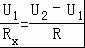 U₁/Rₓ = (U₂ − U₁)/R